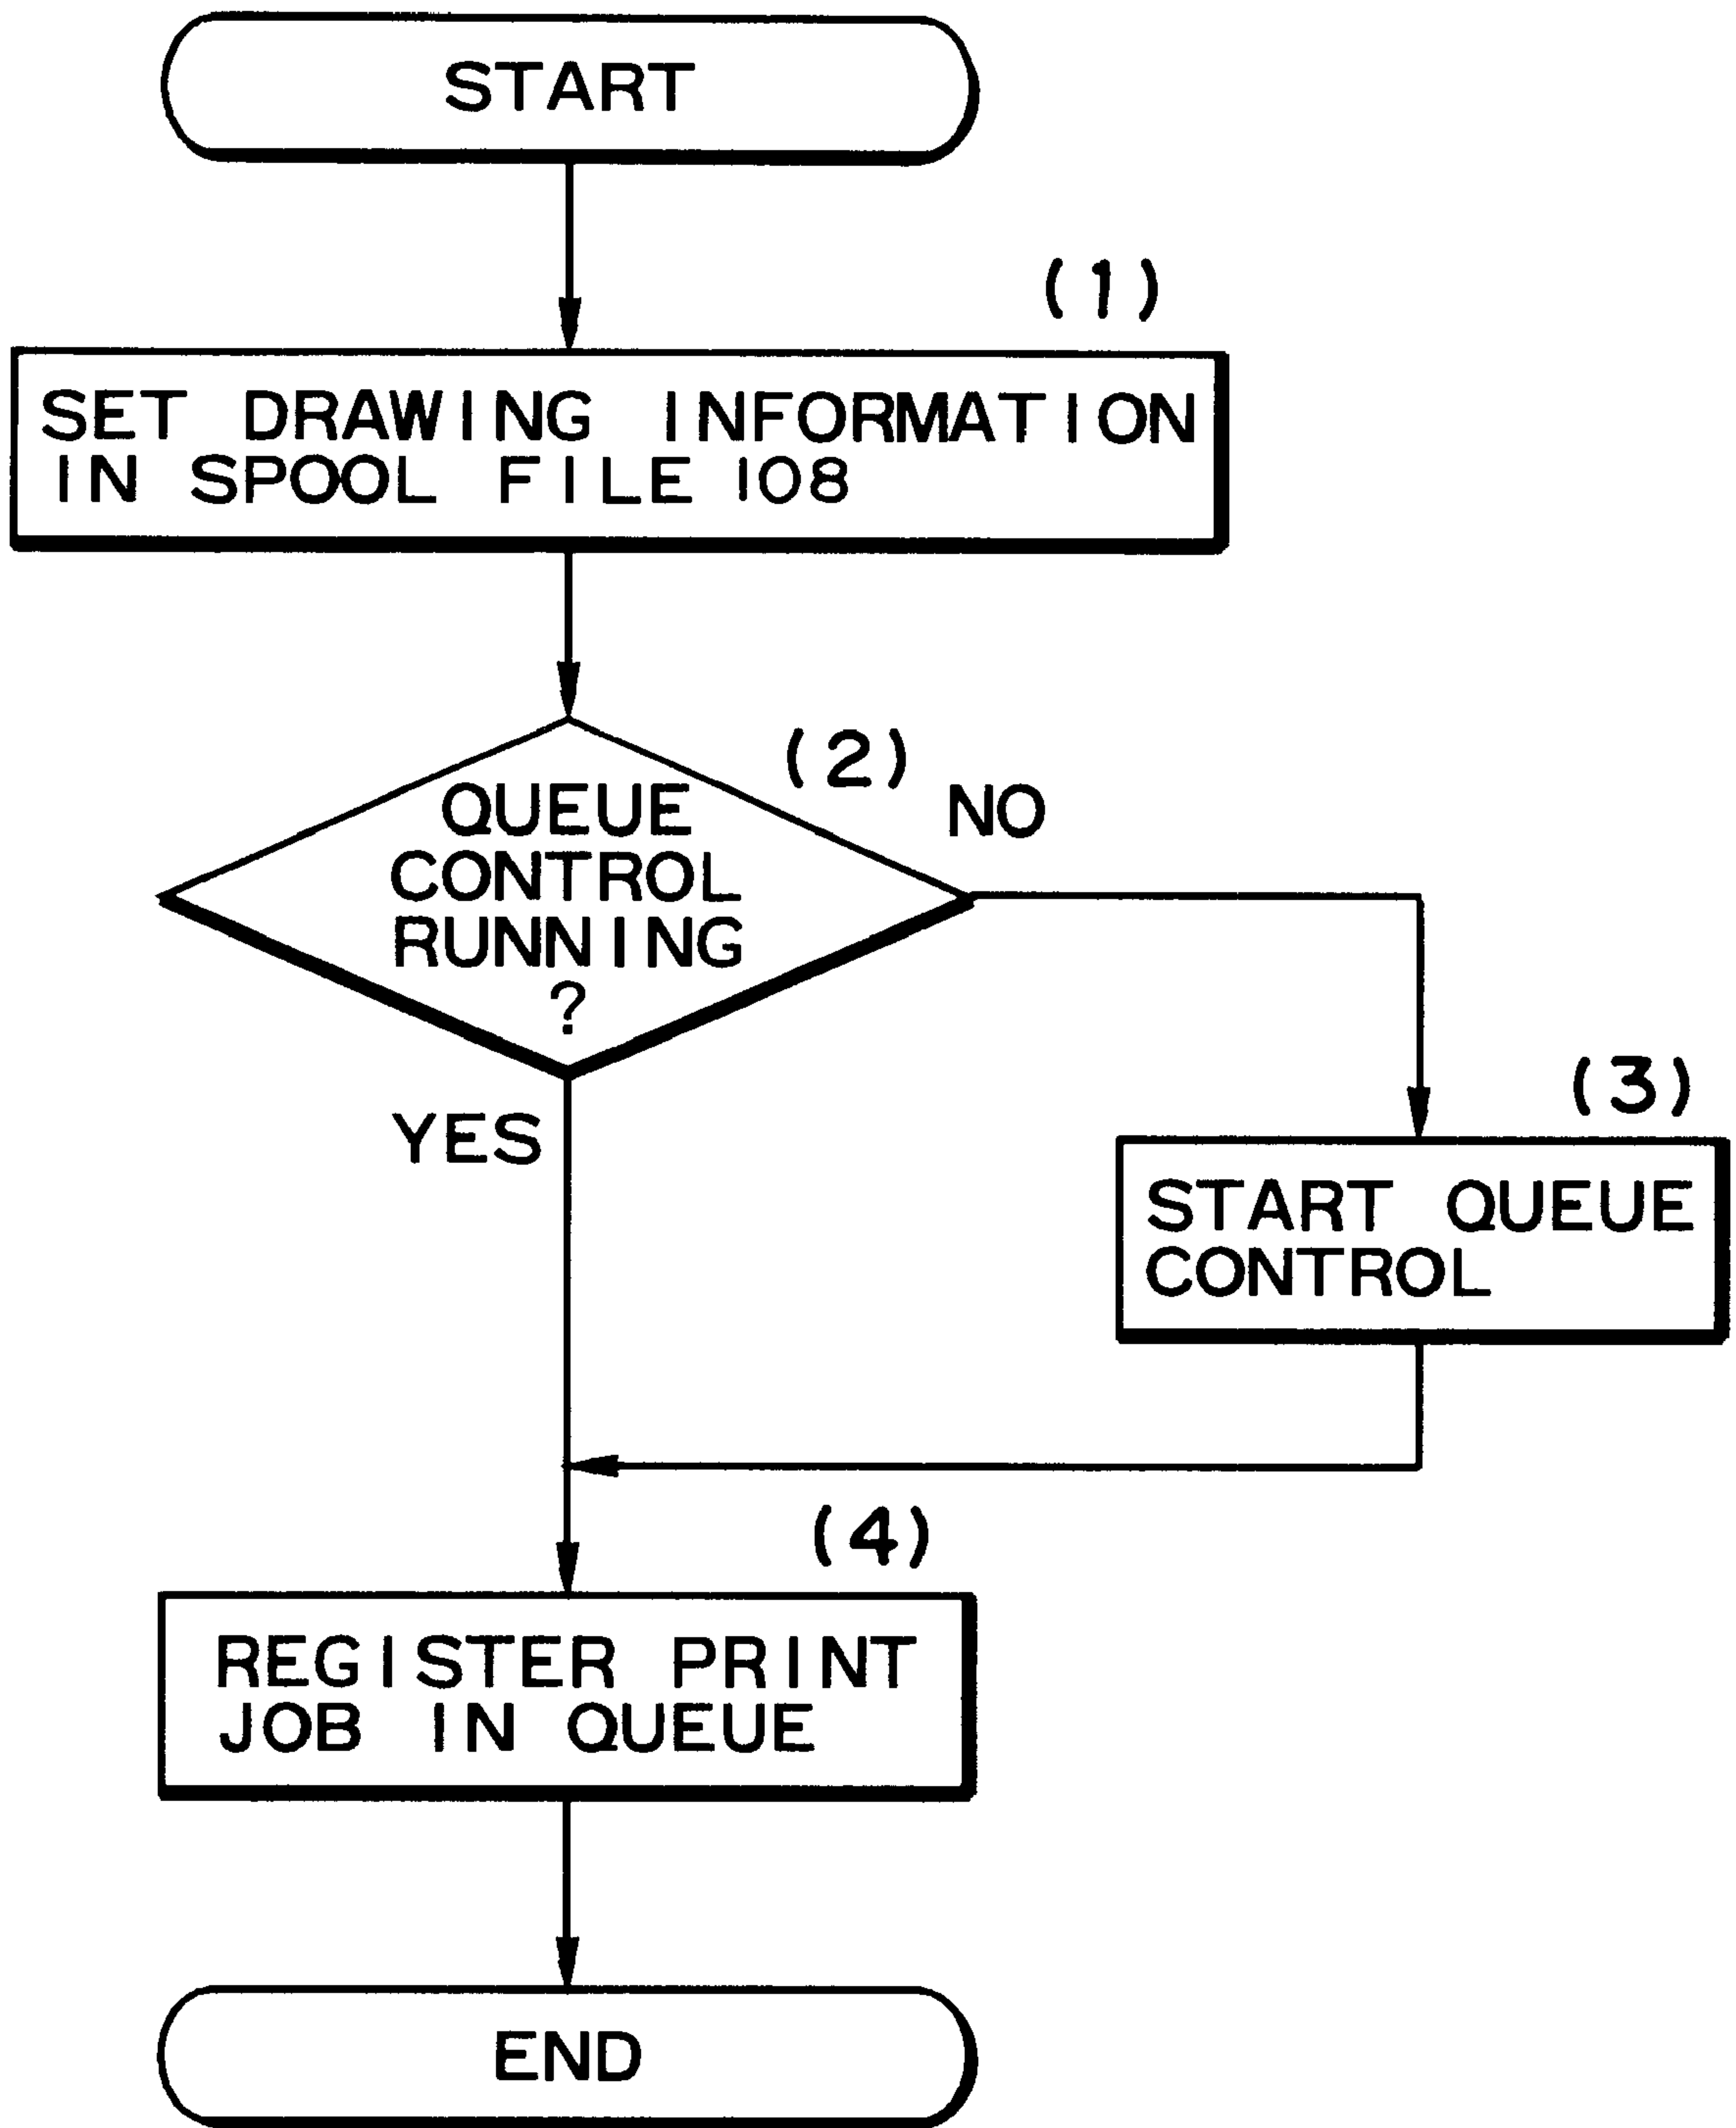 START
(1)
SET DRAWING INFORMATION
IN SPOOL FILE 108
(2)
NO
QUEUE
CONTROL
RUNNING
?
YES
(3)
START QUEUE
CONTROL
(4)
REGISTER PRINT
JOB IN QUEUE
END